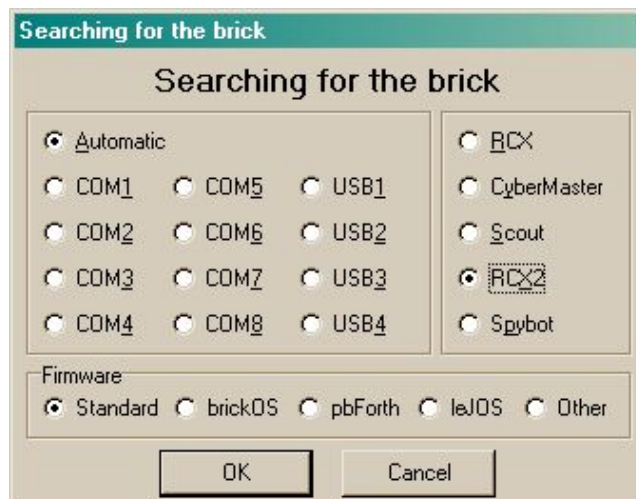 Searching for the brick
Searching for the brick
Automatic
COM1 COM5 USB1
COM2 COM6 USB2
COM3 COM7 USB3
COM4 COM8 USB4
RCX
CyberMaster
Scout
RCX2
Spybot
Firmware
Standard brickOS pbForth leJOS Other
OK Cancel